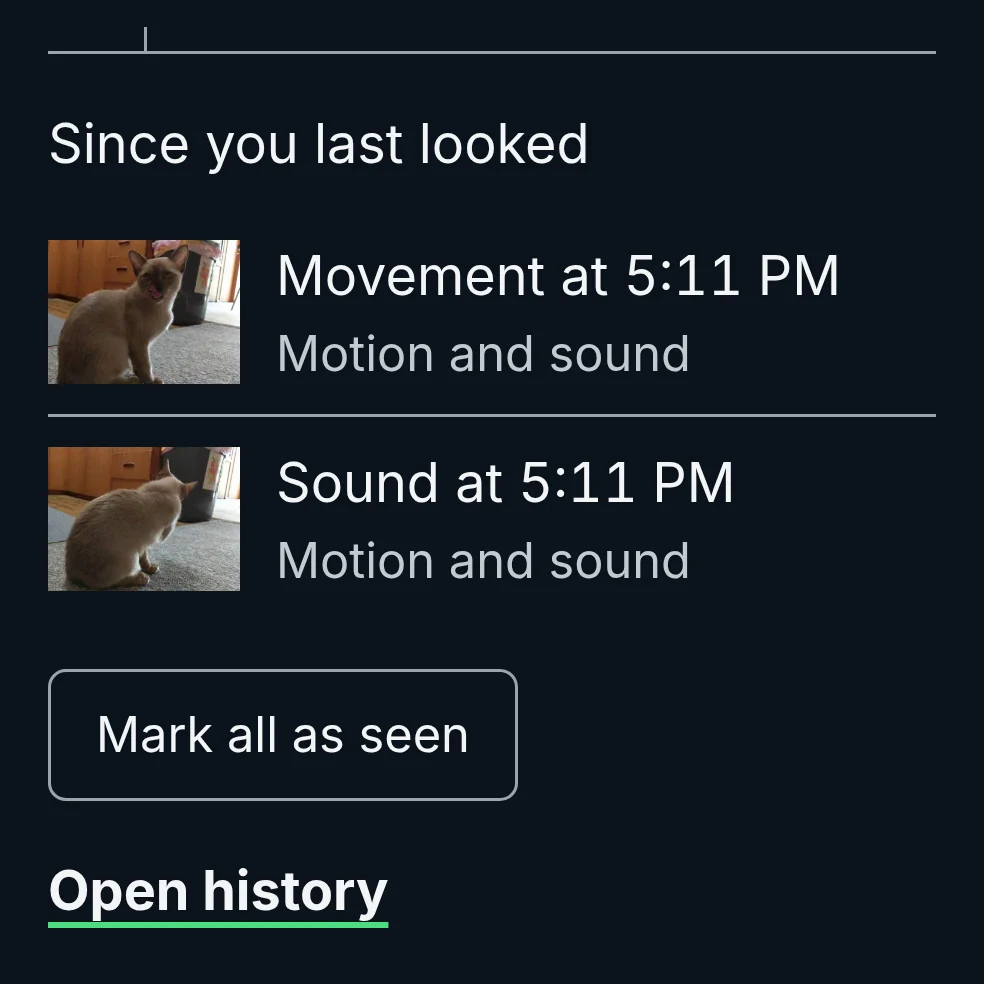 Since you last looked
Movement at 5:11 PM
Motion and sound
Sound at 5:11 PM
Motion and sound
Mark all as seen
Open history